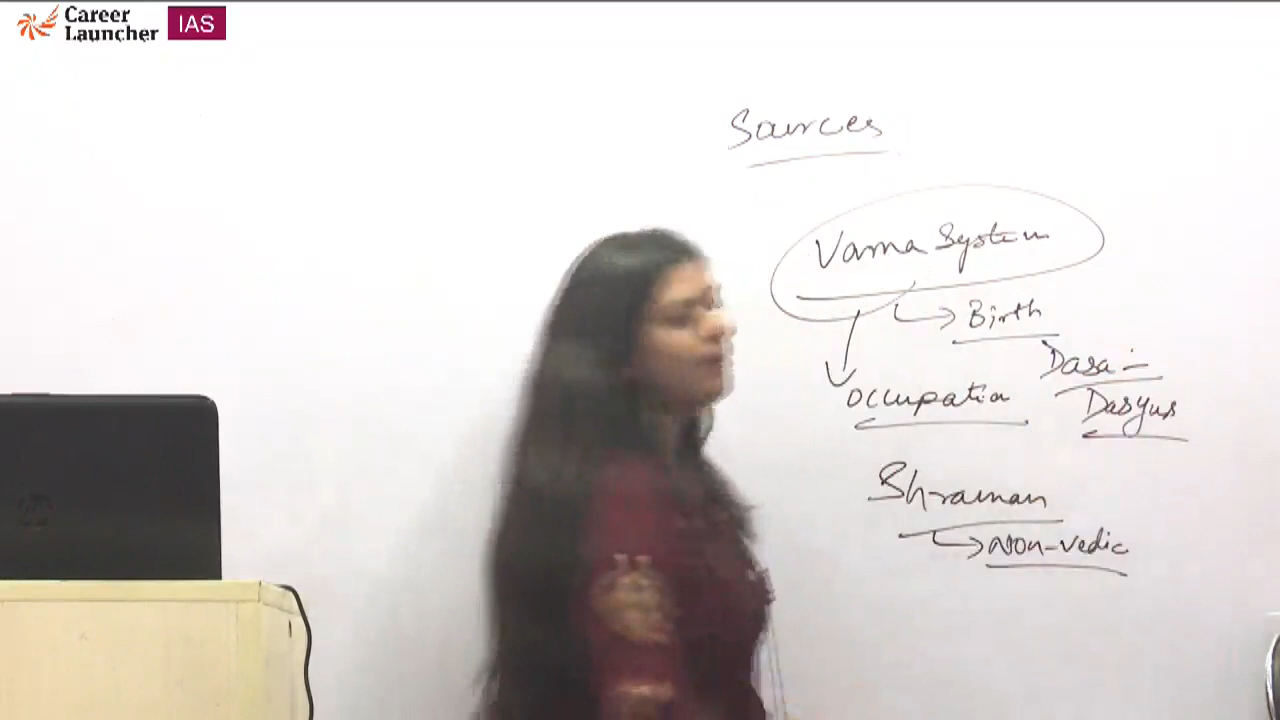 Career
Launcher
IAS
Sources
Varna System
Birth
Dasa :-
Occupation
Dasyus
Shraman
Non-vedic